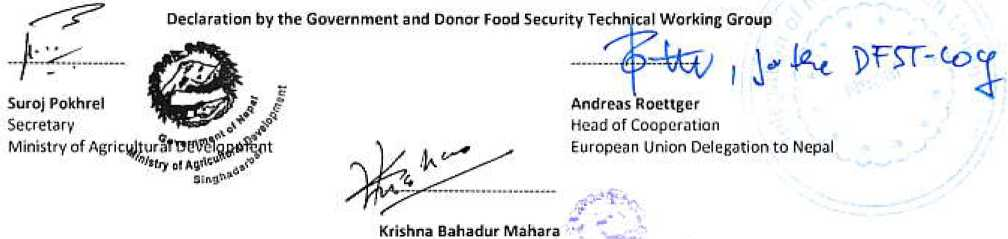 Declaration by the Government and Donor Food Security Technical Working Group
, for the DFST-WG
Suroj Pokhrel
Secretary
Ministry of Agricultural Development
Government of Nepal
Ministry of Agricultural Development
Singhadarbar
Andreas Roettger
Head of Cooperation
European Union Delegation to Nepal
Krishna Bahadur Mahara